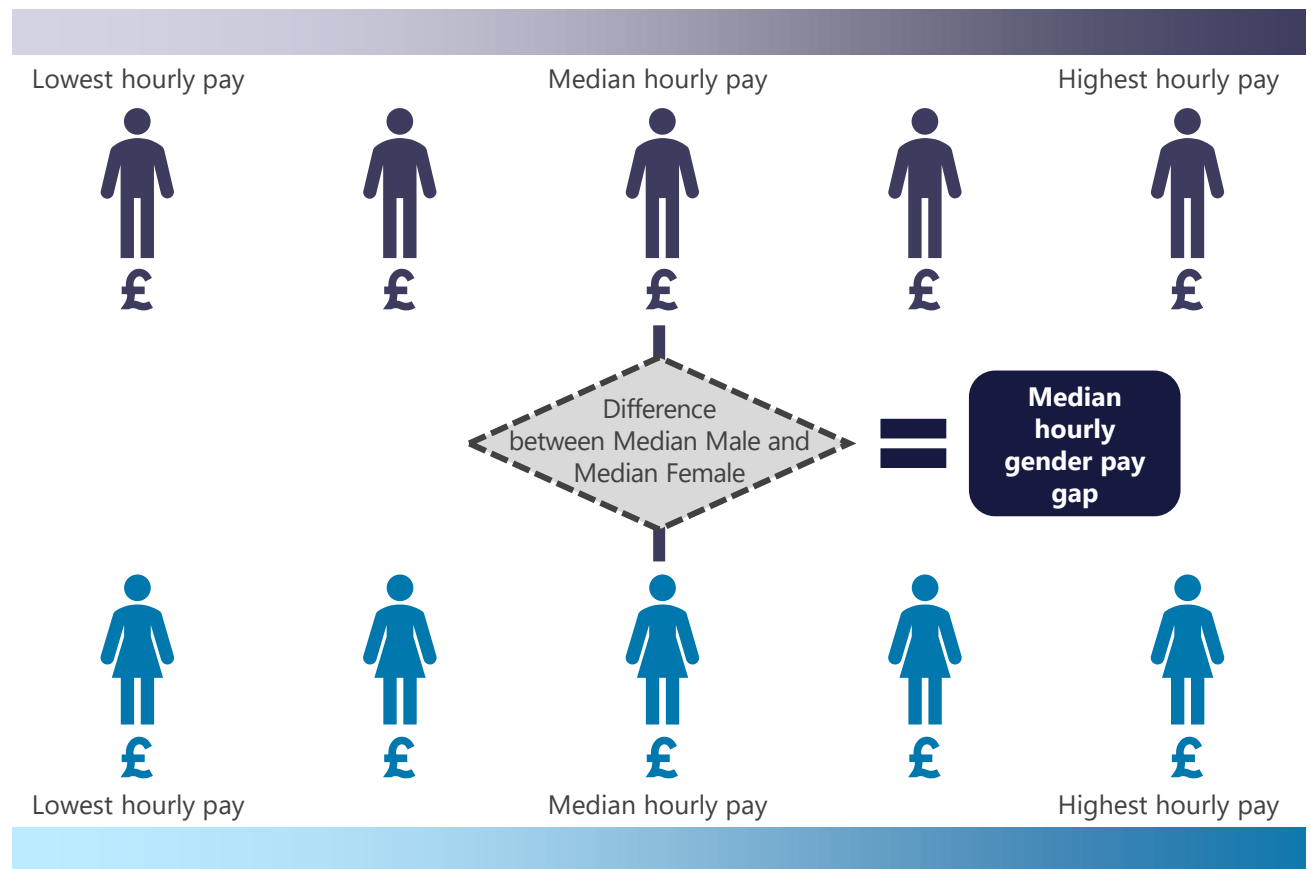 Lowest hourly pay
Median hourly pay
Highest hourly pay
£
£
£
£
£
Difference
between Median Male and
Median Female
Median
hourly
gender pay
gap
£
£
£
£
£
Lowest hourly pay
Median hourly pay
Highest hourly pay